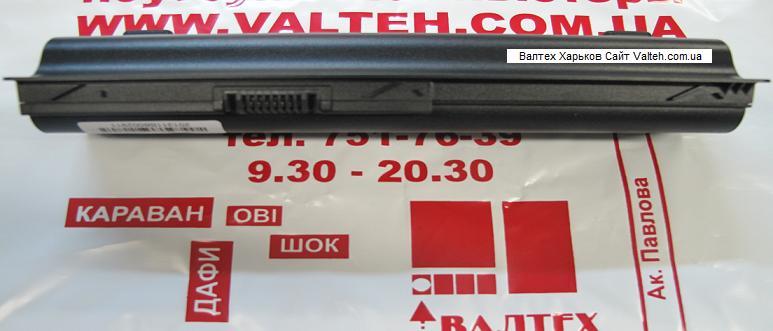 WWW.VALTEH.COM.UA
Валтех Харьков Сайт Valteh.com.ua
тел. 751-76-39
9.30 - 20.30
КАРАВАН
ОВІ
ДАФИ
ШОК
ВАЛТЕХ
Ак. Павлова